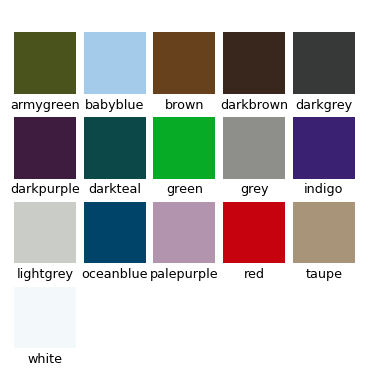 armygreen babyblue brown darkbrown darkgrey
darkpurple darkteal green grey indigo
lightgrey oceanblue palepurple red taupe
white